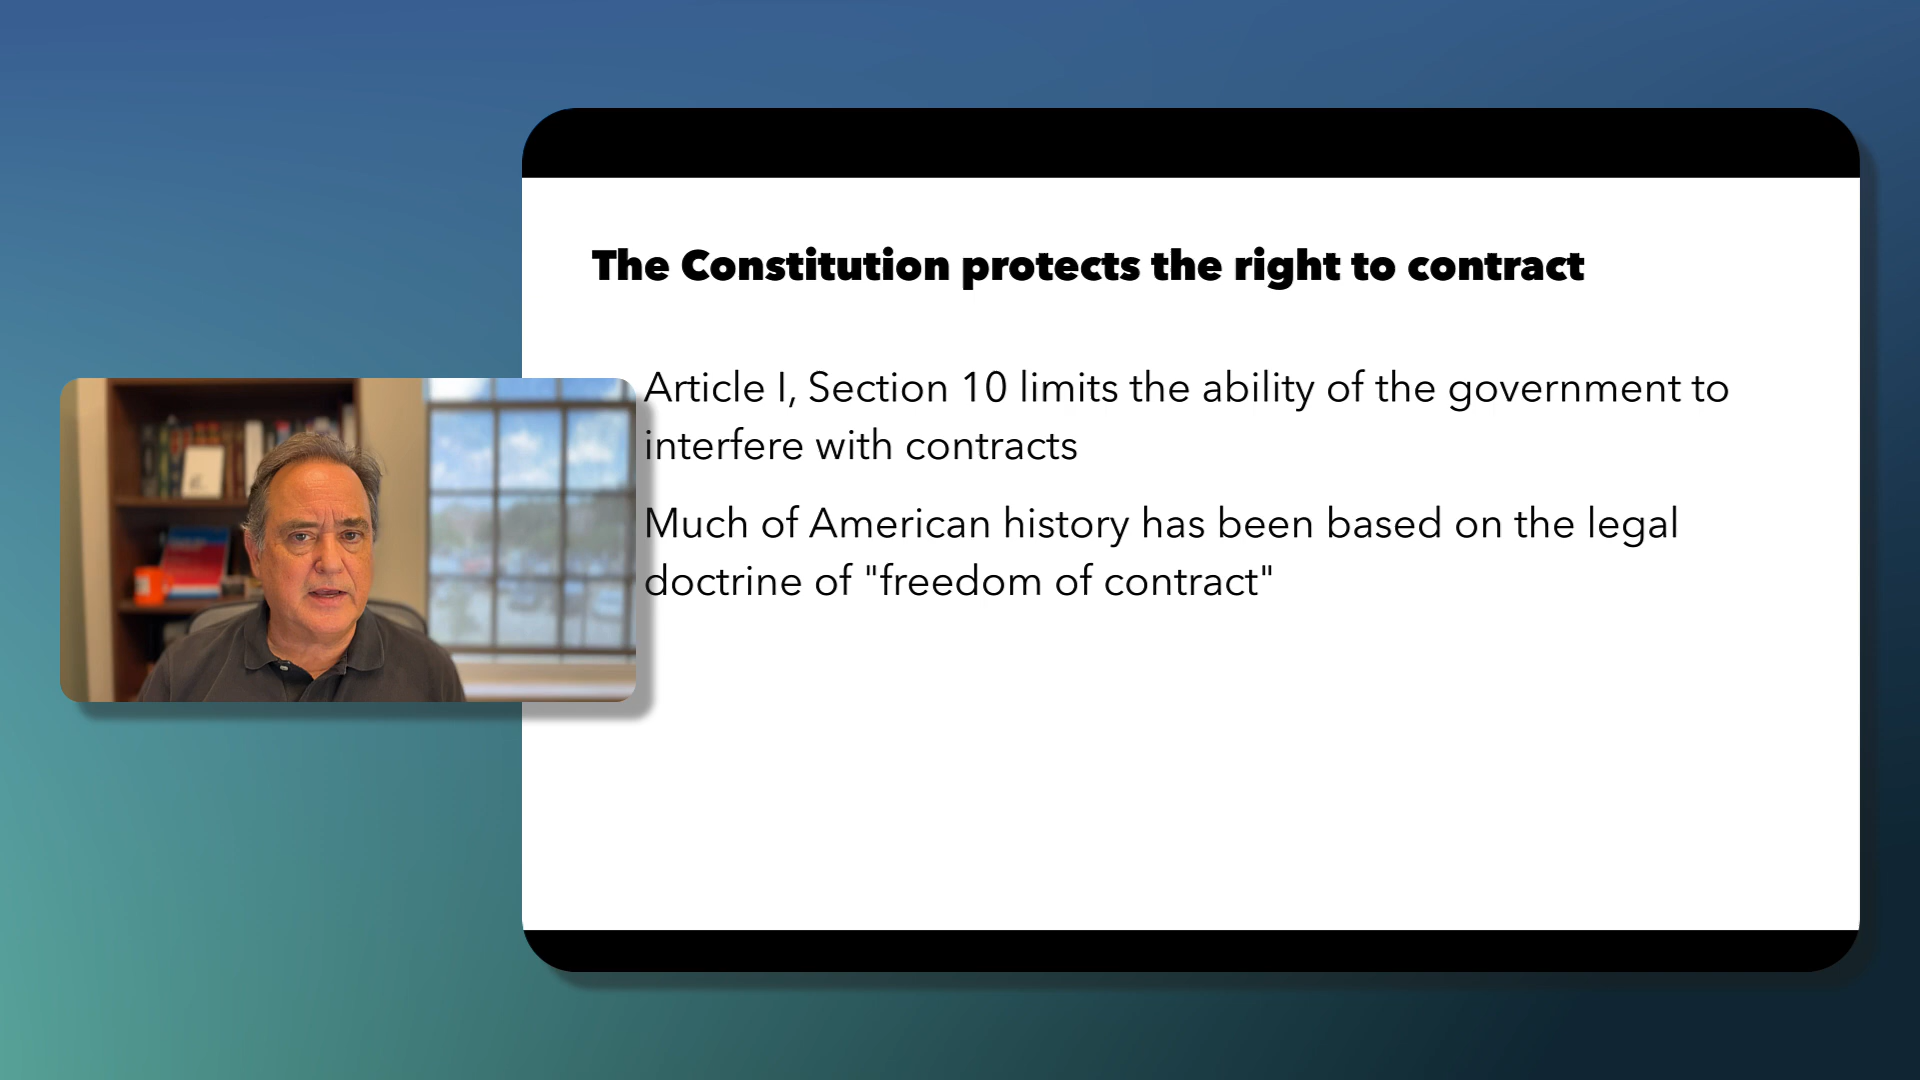 The Constitution protects the right to contract
Article I, Section 10 limits the ability of the government to
interfere with contracts
Much of American history has been based on the legal
doctrine of "freedom of contract"